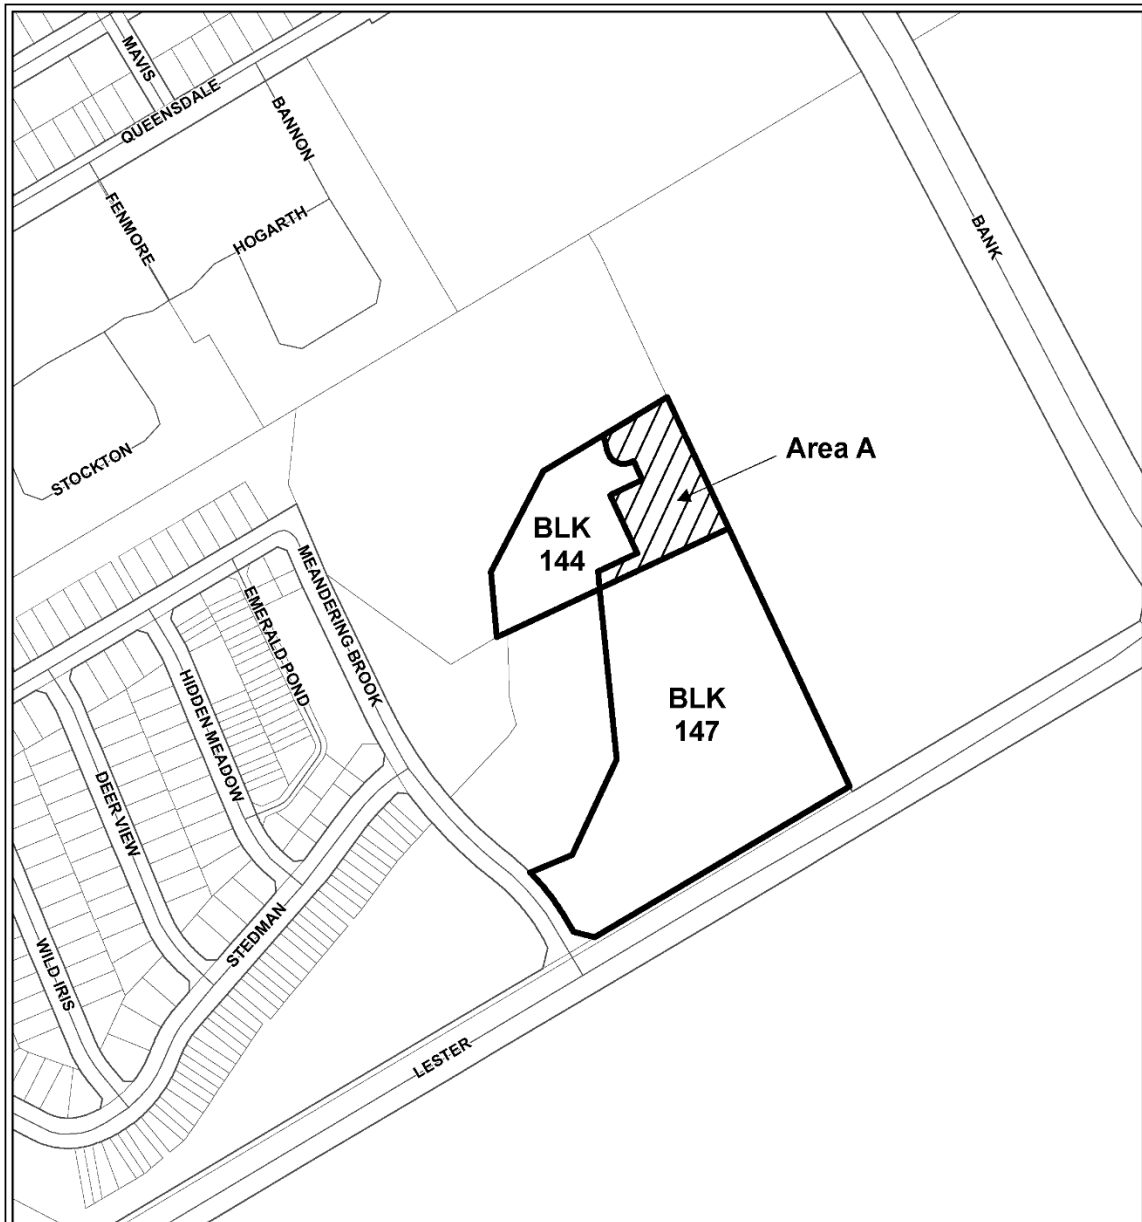 MAVIS
QUEENSDALE
BANNON
FENMORE
HOGARTH
BANK
STOCKTON
Area A
BLK
144
MEANDERING BROOK
EMERALD POND
HIDDEN MEADOW
BLK
147
DEER VIEW
STEDMAN
WILD IRIS
LESTER